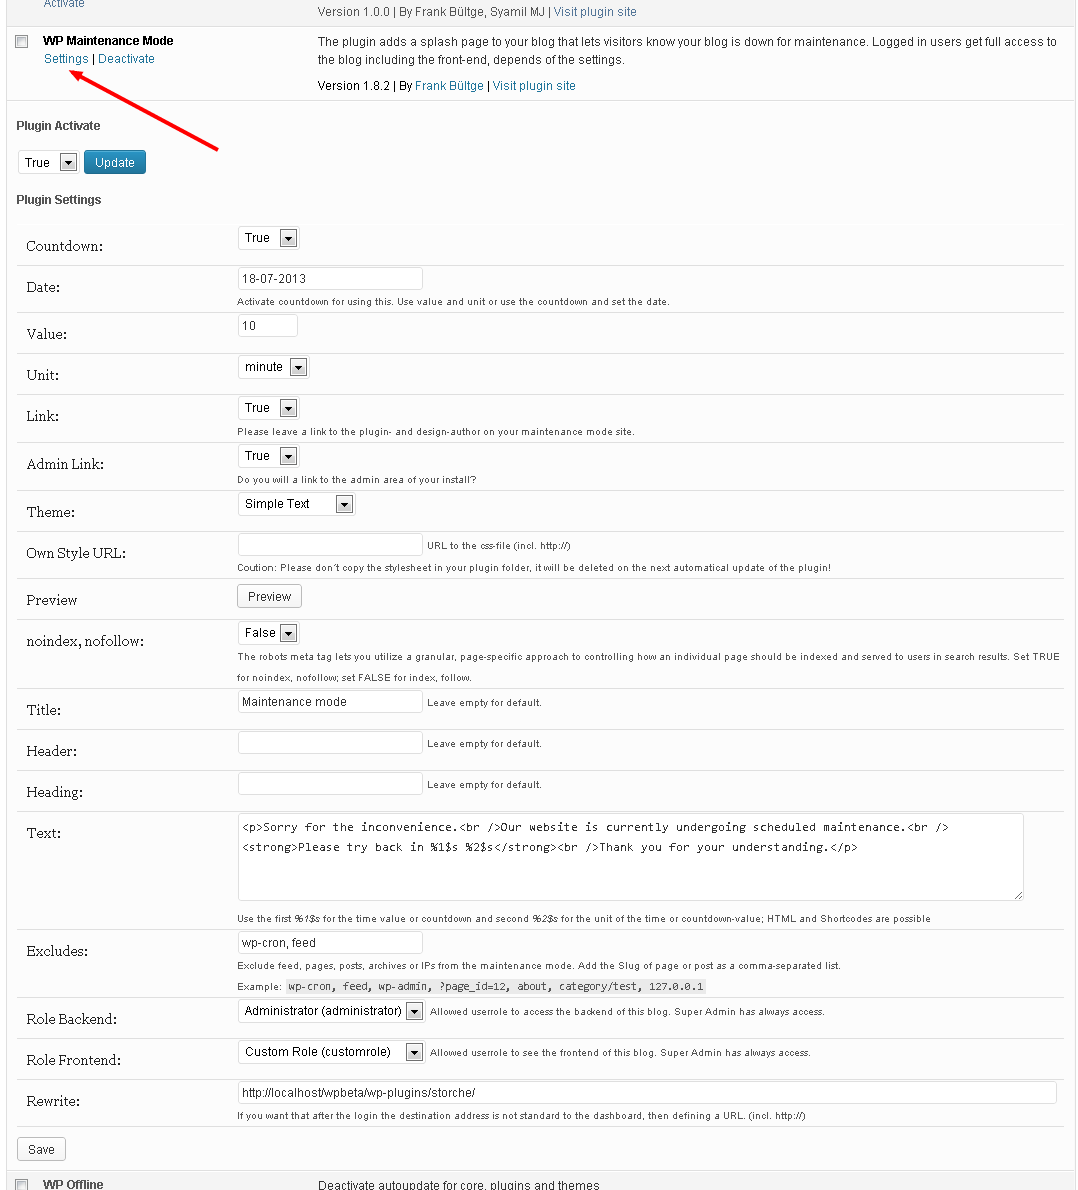 Activate
Version 1.0.0 | By Frank Bültge, Syamil MJ | Visit plugin site
WP Maintenance Mode
The plugin adds a splash page to your blog that lets visitors know your blog is down for maintenance. Logged in users get full access to
Settings | Deactivate
the blog including the front-end, depends of the settings.
Version 1.8.2 | By Frank Bültge | Visit plugin site
Plugin Activate
True Update
Plugin Settings
Countdown: True
Date: 18-07-2013
Activate countdown for using this. Use value and unit or use the countdown and set the date.
Value: 10
Unit: minute
Link: True
Please leave a link to the plugin- and design-author on your maintenance mode site.
Admin Link: True
Do you will a link to the admin area of your install?
Theme: Simple Text
Own Style URL: URL to the css-file (incl. http://)
Coution: Please don´t copy the stylesheet in your plugin folder, it will be deleted on the next automatical update of the plugin!
Preview Preview
noindex, nofollow: False
The robots meta tag lets you utilize a granular, page-specific approach to controlling how an individual page should be indexed and served to users in search results. Set TRUE
for noindex, nofollow; set FALSE for index, follow.
Title: Maintenance mode Leave empty for default.
Header: Leave empty for default.
Heading: Leave empty for default.
Text: <p>Sorry for the inconvenience.<br />Our website is currently undergoing scheduled maintenance.<br />
<strong>Please try back in %1$s %2$s</strong><br />Thank you for your understanding.</p>
Use the first %1$s for the time value or countdown and second %2$s for the unit of the time or countdown-value; HTML and Shortcodes are possible
Excludes: wp-cron, feed
Exclude feed, pages, posts, archives or IPs from the maintenance mode. Add the Slug of page or post as a comma-separated list.
Example: wp-cron, feed, wp-admin, ?page_id=12, about, category/test, 127.0.0.1
Role Backend: Administrator (administrator) Allowed userrole to access the backend of this blog. Super Admin has always access.
Role Frontend: Custom Role (customrole) Allowed userrole to see the frontend of this blog. Super Admin has always access.
Rewrite: http://localhost/wpbeta/wp-plugins/storche/
If you want that after the login the destination address is not standard to the dashboard, then defining a URL. (incl. http://)
Save
WP Offline Deactivate autoupdate for core, plugins and themes